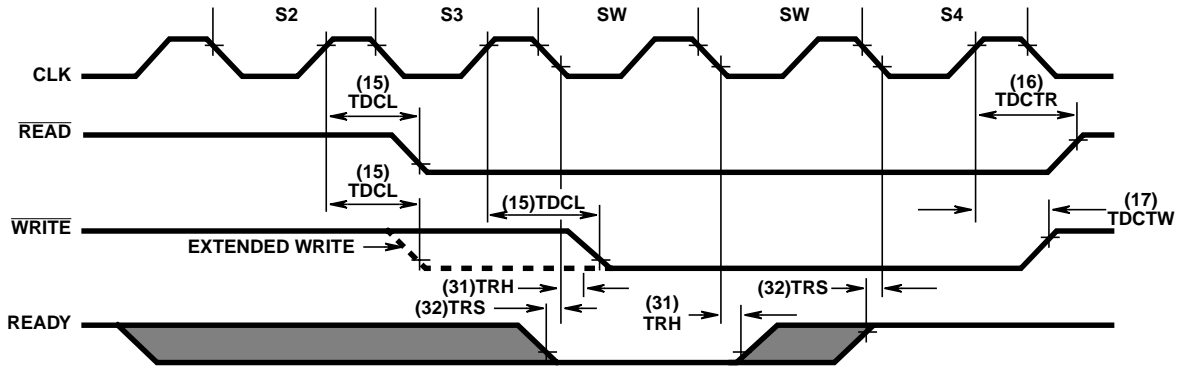 S2 S3 SW SW S4
CLK
(15)
TDCL
(16)
TDCTR
READ
(15)
TDCL
(15)TDCL
(17)
TDCTW
WRITE
EXTENDED WRITE
(31)TRH
(32)TRS
(31)
TRH
(32)TRS
READY